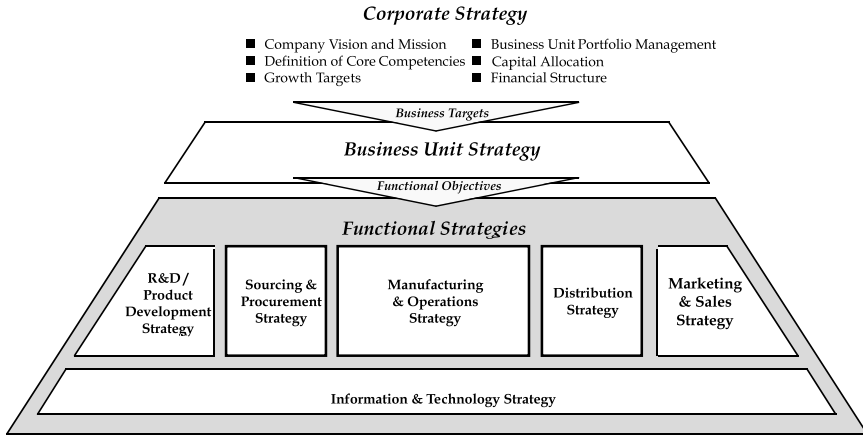 Corporate Strategy
Company Vision and Mission
Definition of Core Competencies
Growth Targets
Business Unit Portfolio Management
Capital Allocation
Financial Structure
Business Targets
Business Unit Strategy
Functional Objectives
Functional Strategies
R&D /
Product
Development
Strategy
Sourcing &
Procurement
Strategy
Manufacturing
& Operations
Strategy
Distribution
Strategy
Marketing
& Sales
Strategy
Information & Technology Strategy